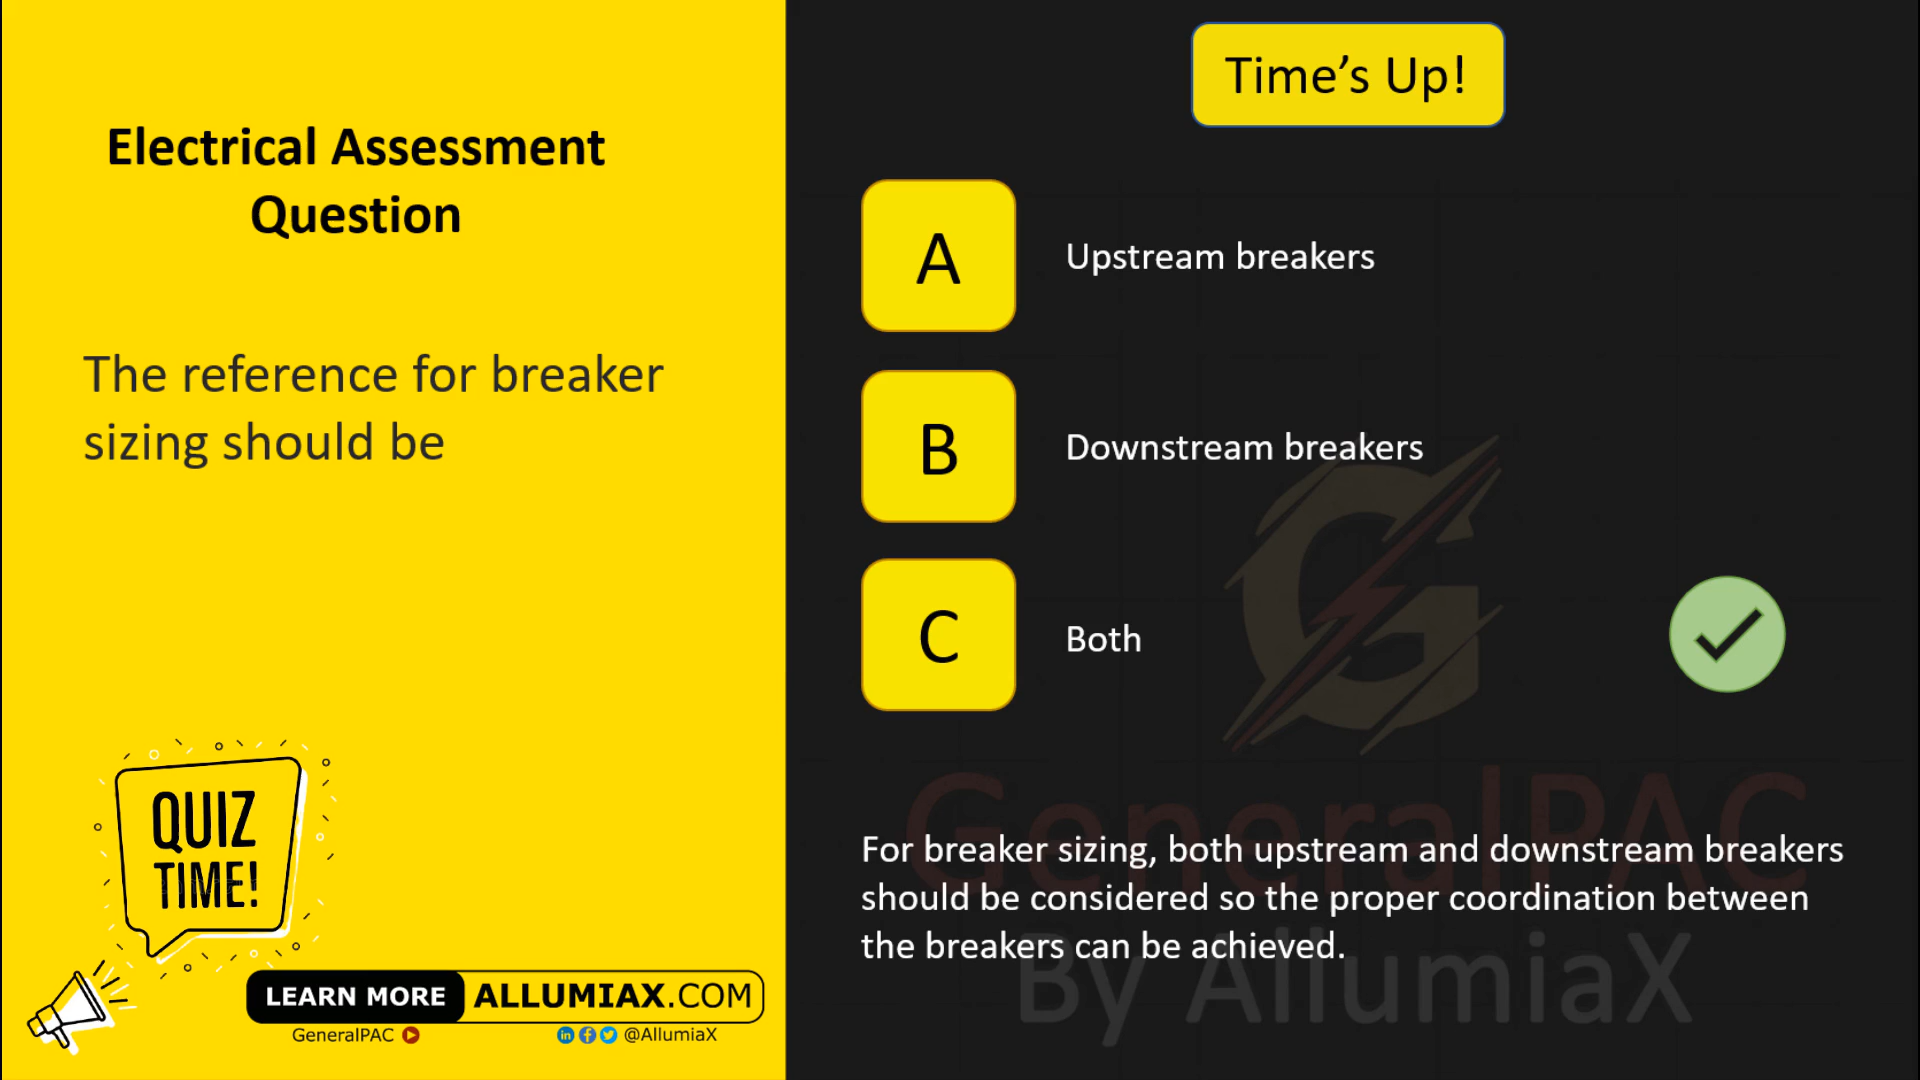 Electrical Assessment
Question
The reference for breaker
sizing should be
QUIZ
TIME!
LEARN MORE ALLUMIAX.COM
GeneralPAC
in f @AllumiaX
Time’s Up!
A Upstream breakers
B Downstream breakers
C Both
G
GeneralPAC
By AllumiaX
For breaker sizing, both upstream and downstream breakers
should be considered so the proper coordination between
the breakers can be achieved.